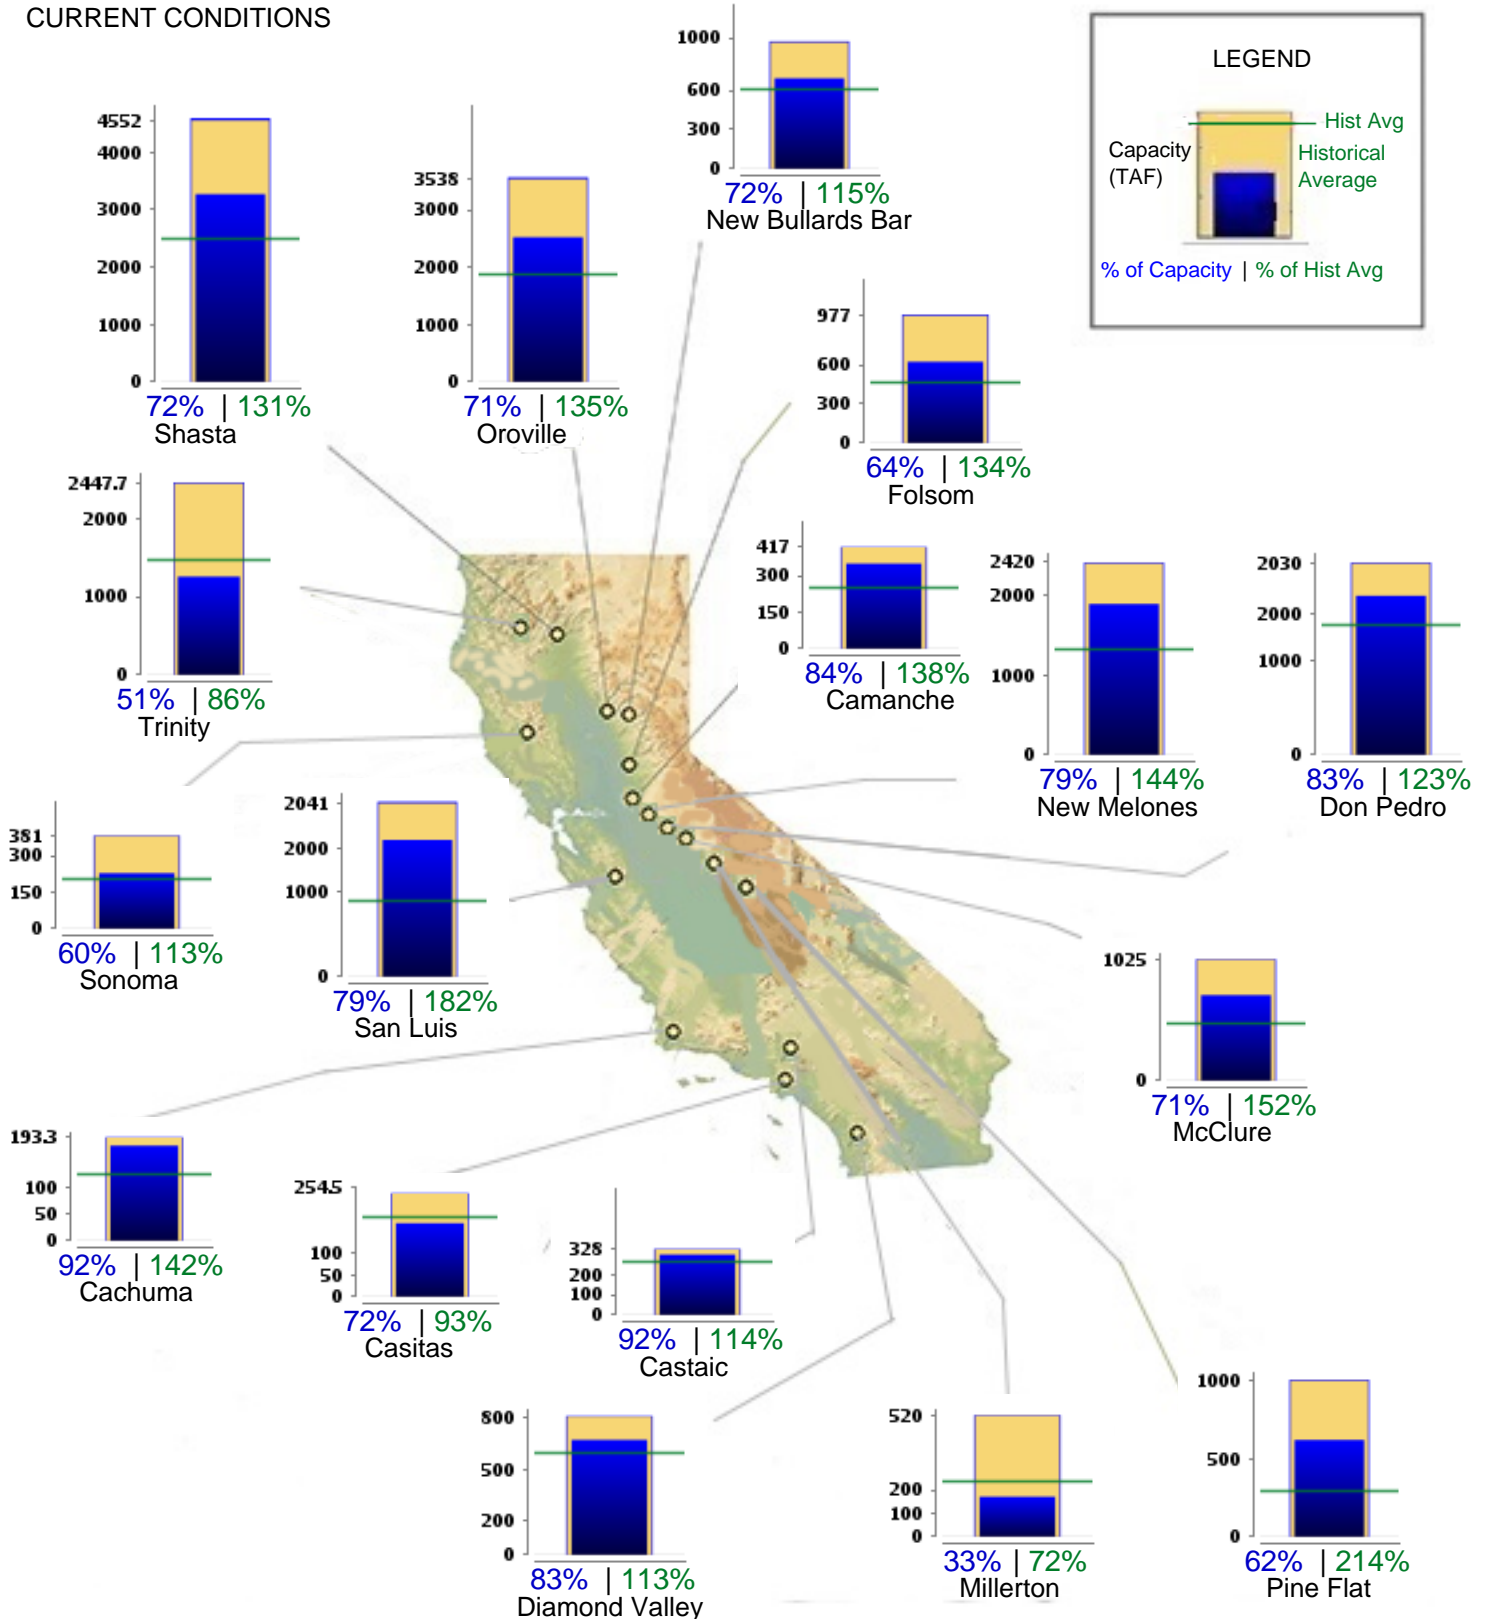 CURRENT CONDITIONS
1000
600
300
0
72% | 115%
New Bullards Bar
LEGEND
Hist Avg
Capacity
(TAF)
Historical
Average
% of Capacity | % of Hist Avg
4552
4000
3000
2000
1000
0
72% | 131%
Shasta
3538
3000
2000
1000
0
71% | 135%
Oroville
977
600
300
0
64% | 134%
Folsom
2447.7
2000
1000
0
51% | 86%
Trinity
417
300
150
0
84% | 138%
Camanche
2420
2000
1000
0
79% | 144%
New Melones
2030
2000
1000
0
83% | 123%
Don Pedro
381
300
150
0
60% | 113%
Sonoma
2041
2000
1000
0
79% | 182%
San Luis
1025
0
71% | 152%
McClure
193.3
100
50
0
92% | 142%
Cachuma
254.5
100
50
0
72% | 93%
Casitas
328
200
100
0
92% | 114%
Castaic
800
500
200
0
83% | 113%
Diamond Valley
520
200
100
0
33% | 72%
Millerton
1000
500
0
62% | 214%
Pine Flat